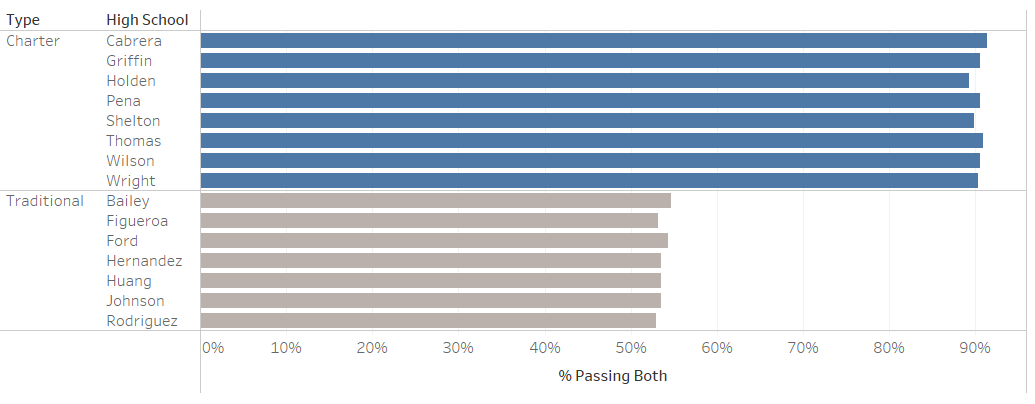 Type High School
Charter Cabrera
Griffin
Holden
Pena
Shelton
Thomas
Wilson
Wright
Traditional Bailey
Figueroa
Ford
Hernandez
Huang
Johnson
Rodriguez
0% 10% 20% 30% 40% 50% 60% 70% 80% 90%
% Passing Both